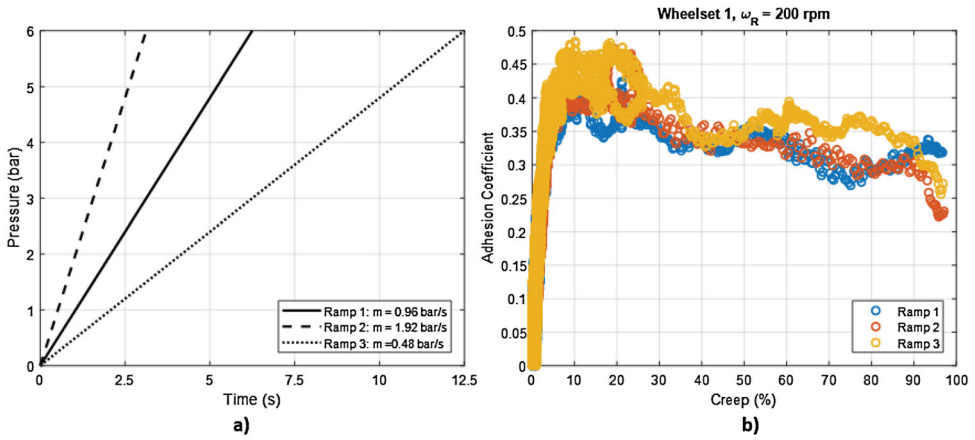 6
5
4
3
2
1
0
0
2.5
5
7.5
10
12.5
Pressure (bar)
Time (s)
Ramp 1: m = 0.96 bar/s
Ramp 2: m = 1.92 bar/s
Ramp 3: m =0.48 bar/s
a)
Wheelset 1, ω_R = 200 rpm
0.5
0.45
0.4
0.35
0.3
0.25
0.2
0.15
0.1
0.05
0
0
10
20
30
40
50
60
70
80
90
100
Adhesion Coefficient
Creep (%)
Ramp 1
Ramp 2
Ramp 3
b)